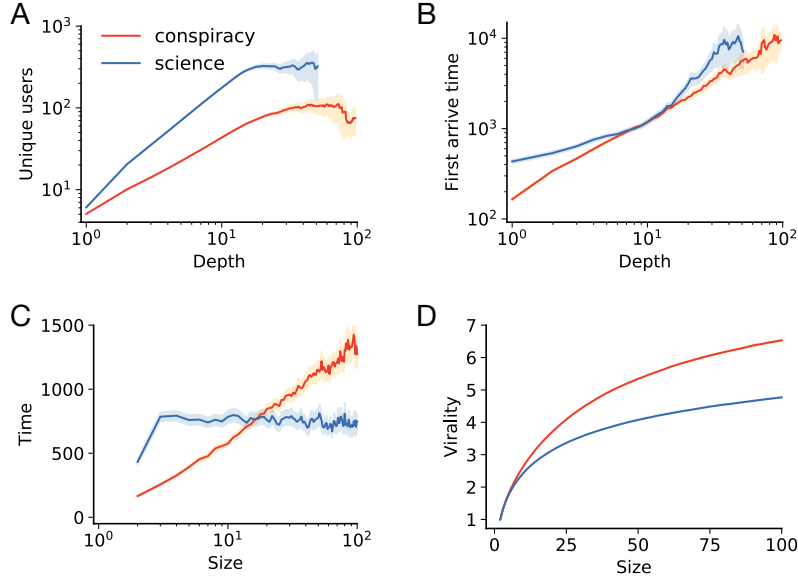 A
10³
10²
10¹
10⁰ 10¹ 10²
Unique users
Depth
conspiracy
science
B
10⁴
10³
10²
10⁰ 10¹ 10²
First arrive time
Depth
C
1500
1000
500
0
10⁰ 10¹ 10²
Time
Size
D
7
6
5
4
3
2
1
0 25 50 75 100
Virality
Size